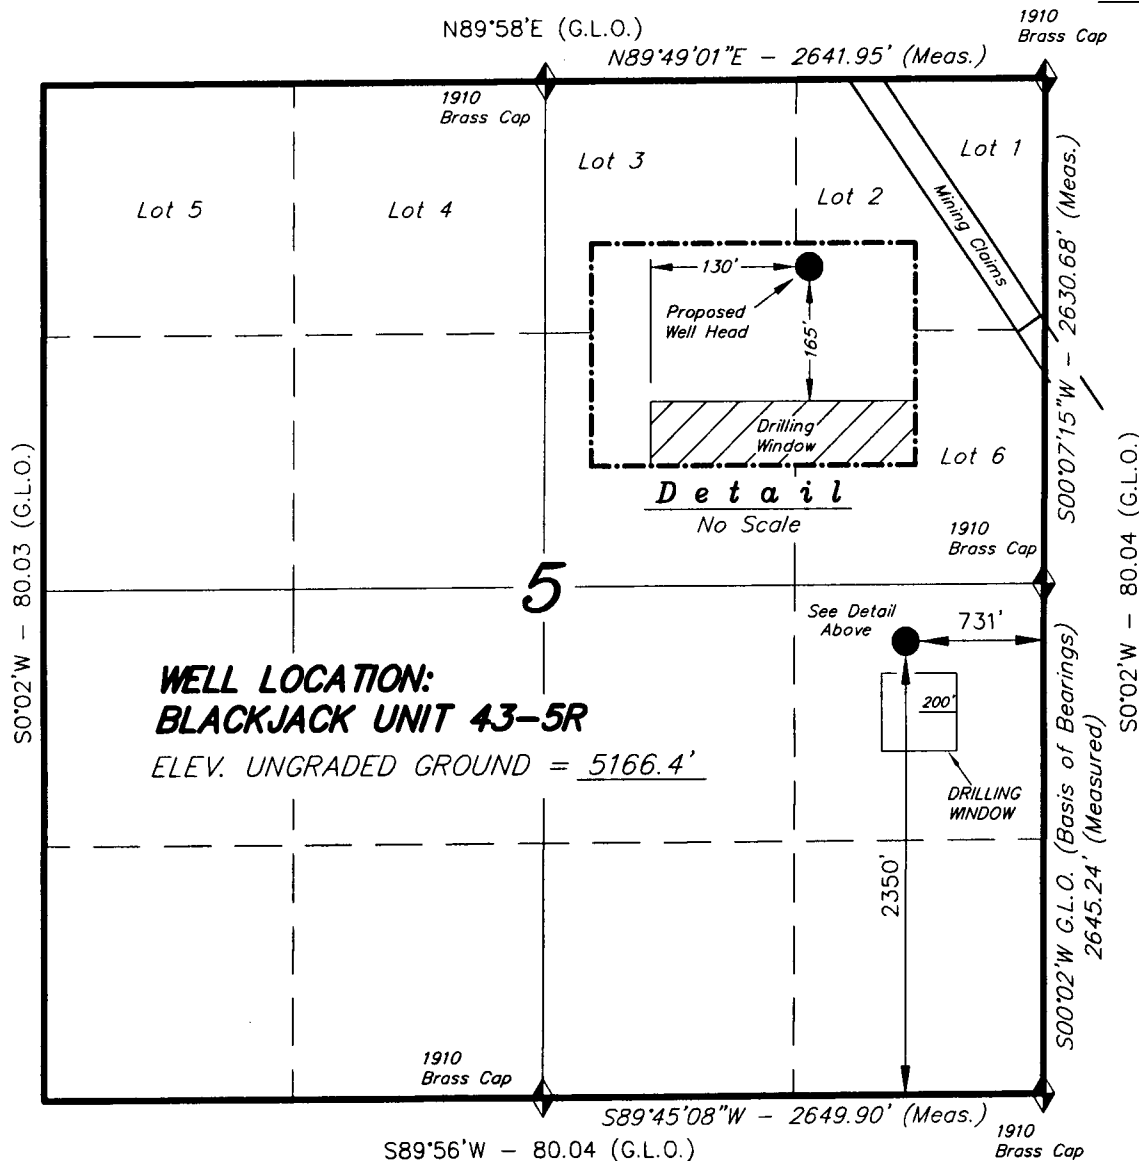 N89°58'E (G.L.O.)
1910
Brass Cap
N89°49'01"E - 2641.95' (Meas.)
1910
Brass Cap
Lot 3
Lot 1
Lot 5
Lot 4
Lot 2
Mining Claims
S00°07'15"W - 2630.68' (Meas.)
130'
Proposed
Well Head
165'
Drilling
Window
Lot 6
Detail
No Scale
S0°02'W - 80.03 (G.L.O.)
S0°02'W - 80.04 (G.L.O.)
1910
Brass Cap
5
See Detail
Above
731'
WELL LOCATION:
BLACKJACK UNIT 43-5R
ELEV. UNGRADED GROUND = 5166.4'
200'
DRILLING
WINDOW
2350'
S00°02'W G.L.O. (Basis of Bearings)
2645.24' (Measured)
1910
Brass Cap
S89°45'08"W - 2649.90' (Meas.)
S89°56'W - 80.04 (G.L.O.)
1910
Brass Cap